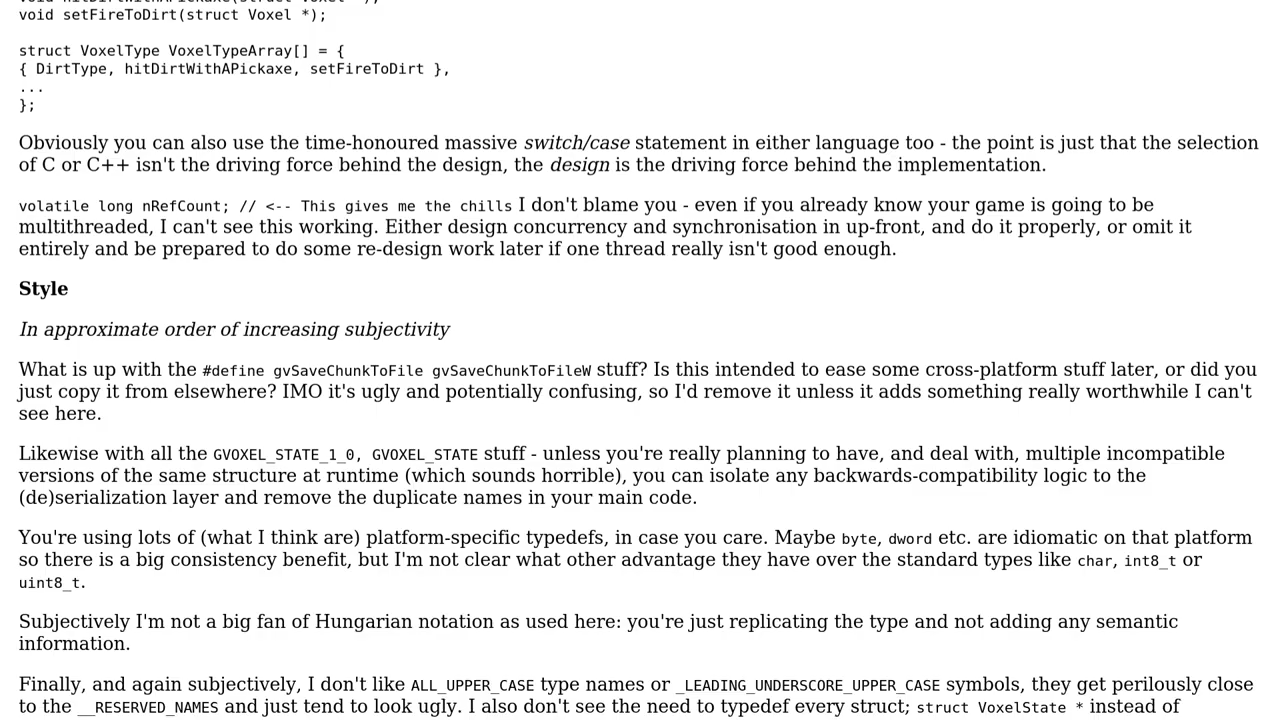 void setFireToDirt(struct Voxel *);
struct VoxelType VoxelTypeArray[] = {
{ DirtType, hitDirtWithAPickaxe, setFireToDirt },
...
};
Obviously you can also use the time-honoured massive switch/case statement in either language too - the point is just that the selection
of C or C++ isn't the driving force behind the design, the design is the driving force behind the implementation.
volatile long nRefCount; // <-- This gives me the chills I don't blame you - even if you already know your game is going to be
multithreaded, I can't see this working. Either design concurrency and synchronisation in up-front, and do it properly, or omit it
entirely and be prepared to do some re-design work later if one thread really isn't good enough.
Style
In approximate order of increasing subjectivity
What is up with the #define gvSaveChunkToFile gvSaveChunkToFileW stuff? Is this intended to ease some cross-platform stuff later, or did you
just copy it from elsewhere? IMO it's ugly and potentially confusing, so I'd remove it unless it adds something really worthwhile I can't
see here.
Likewise with all the GVOXEL_STATE_1_0, GVOXEL_STATE stuff - unless you're really planning to have, and deal with, multiple incompatible
versions of the same structure at runtime (which sounds horrible), you can isolate any backwards-compatibility logic to the
(de)serialization layer and remove the duplicate names in your main code.
You're using lots of (what I think are) platform-specific typedefs, in case you care. Maybe byte, dword etc. are idiomatic on that platform
so there is a big consistency benefit, but I'm not clear what other advantage they have over the standard types like char, int8_t or
uint8_t.
Subjectively I'm not a big fan of Hungarian notation as used here: you're just replicating the type and not adding any semantic
information.
Finally, and again subjectively, I don't like ALL_UPPER_CASE type names or _LEADING_UNDERSCORE_UPPER_CASE symbols, they get perilously close
to the __RESERVED_NAMES and just tend to look ugly. I also don't see the need to typedef every struct; struct VoxelState * instead of